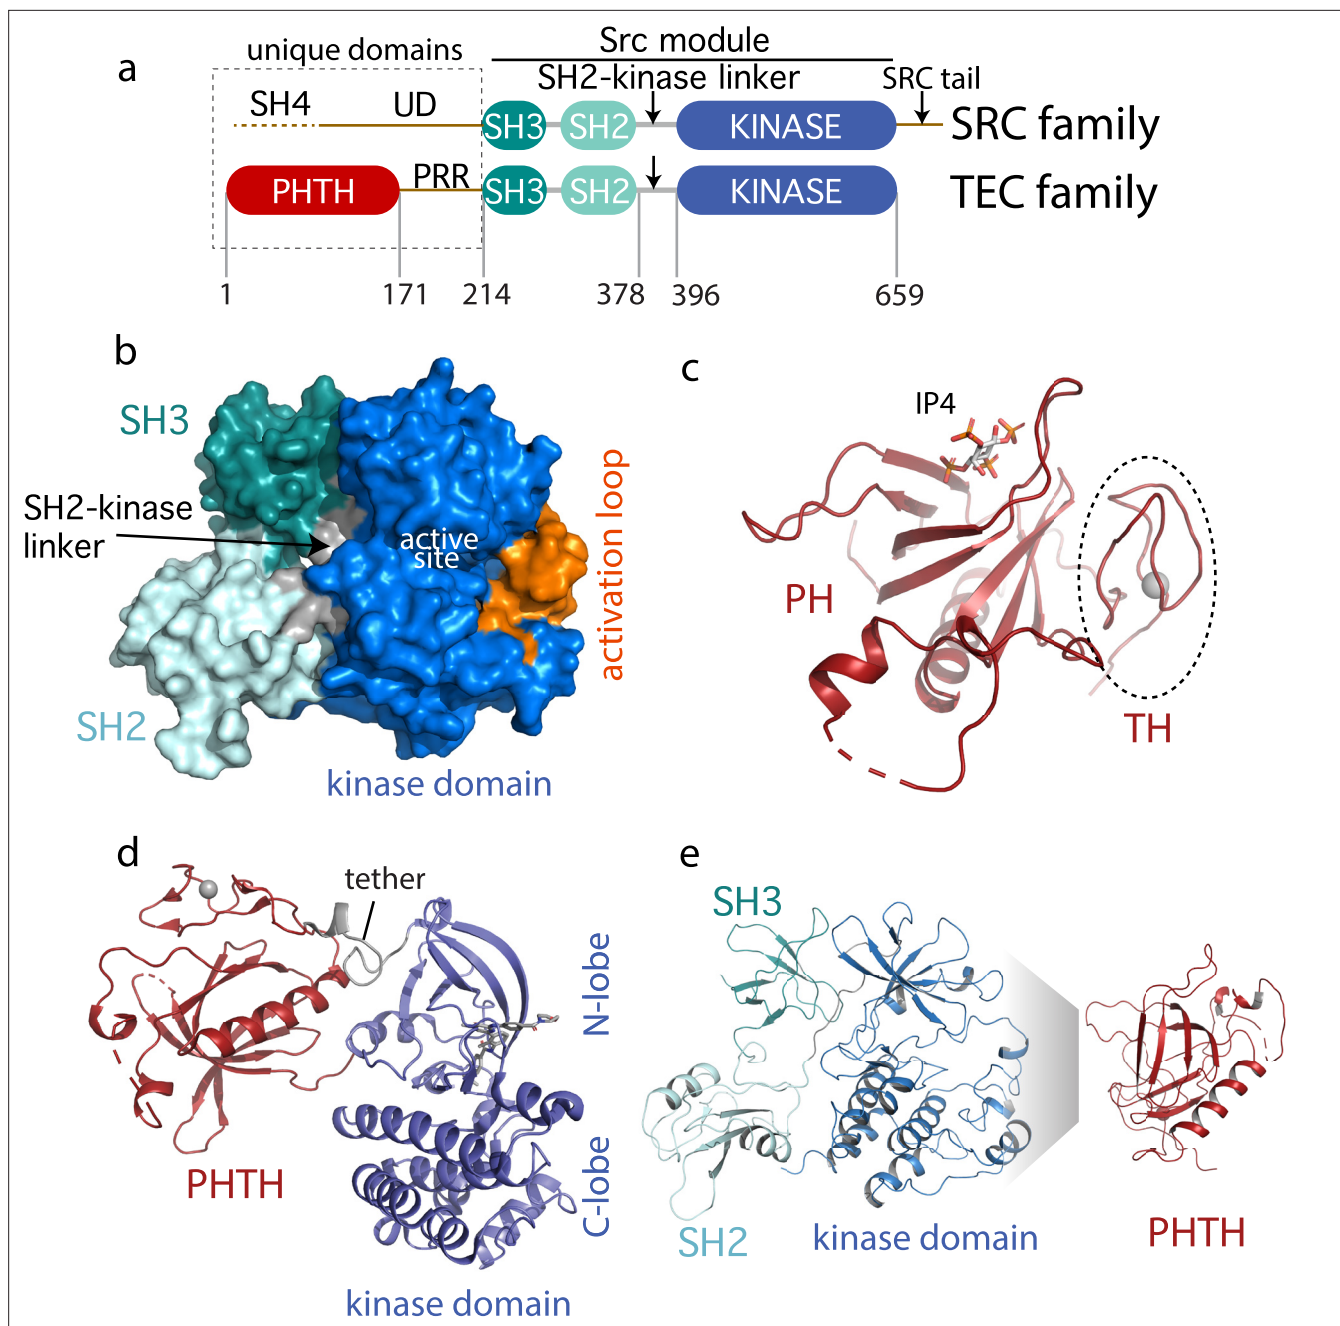 a
unique domains
Src module
SH2-kinase linker
SRC tail
SH4
UD
SH3
SH2
KINASE
SRC family
PHTH
PRR
SH3
SH2
KINASE
TEC family
1
171
214
378
396
659
b
SH3
SH2-kinase
linker
active
site
activation loop
SH2
kinase domain
c
IP4
PH
TH
d
tether
N-lobe
PHTH
C-lobe
kinase domain
e
SH3
SH2
kinase domain
PHTH